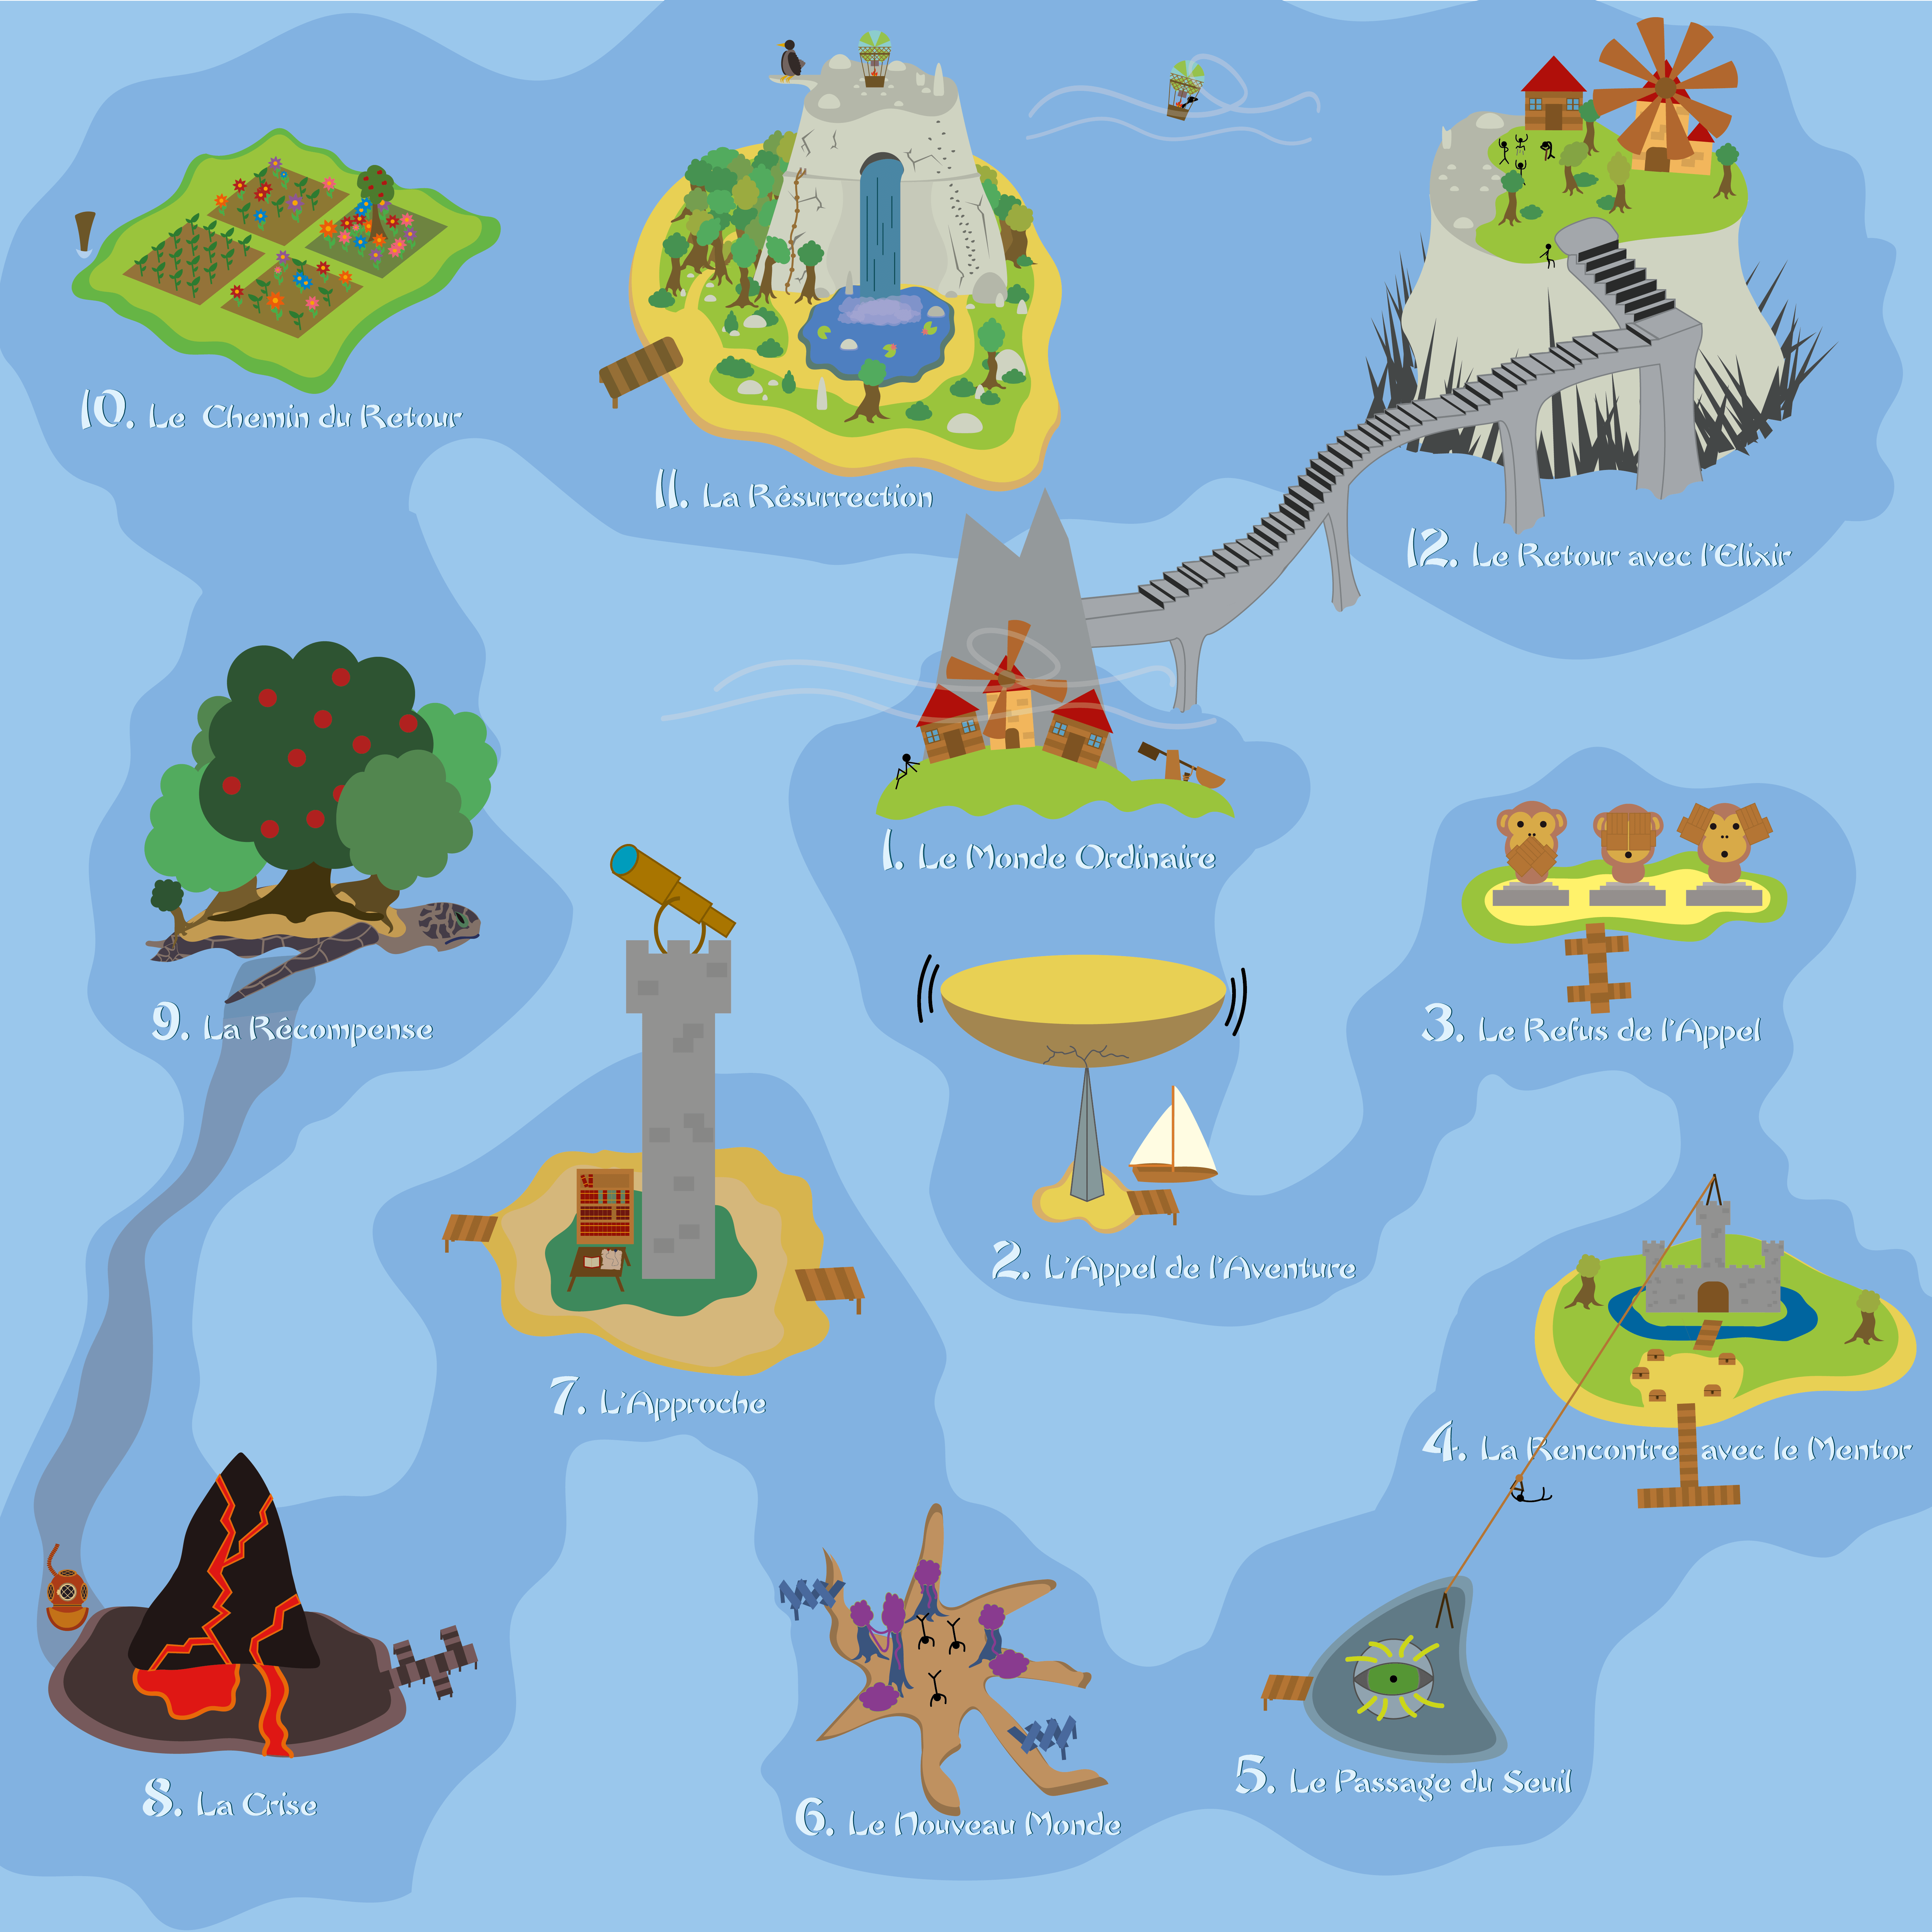 10. Le Chemin du Retour
11. La Résurrection
12. Le Retour avec l'Elixir
1. Le Monde Ordinaire
9. La Récompense
3. Le Refus de l'Appel
2. L'Appel de l'Aventure
7. L'Approche
4. La Rencontre avec le Mentor
8. La Crise
6. Le Nouveau Monde
5. Le Passage du Seuil